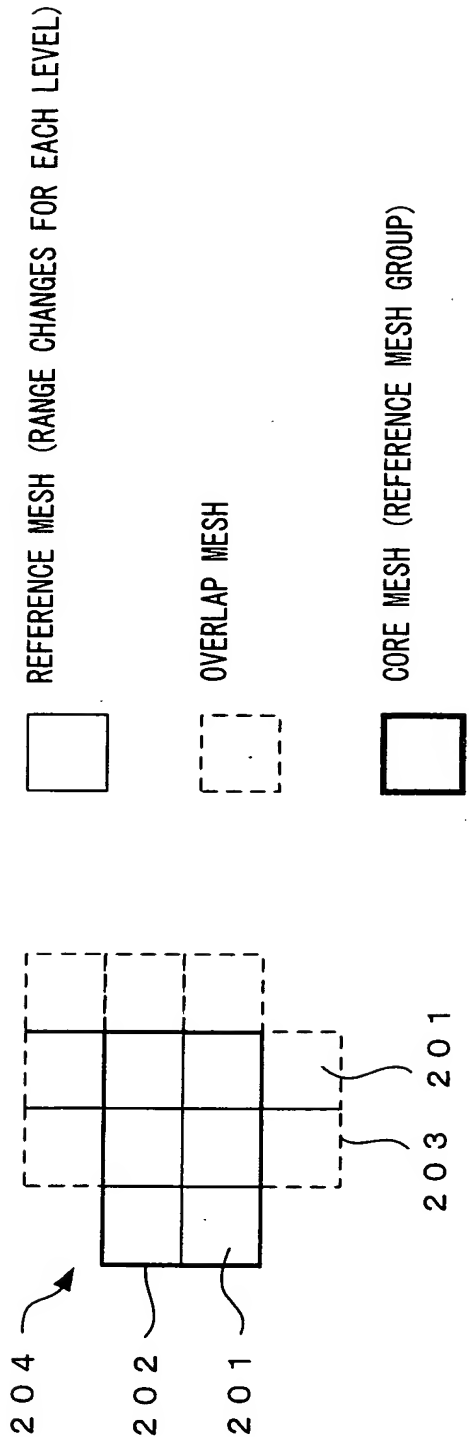 204
202
201
203
201
REFERENCE MESH (RANGE CHANGES FOR EACH LEVEL)
OVERLAP MESH
CORE MESH (REFERENCE MESH GROUP)